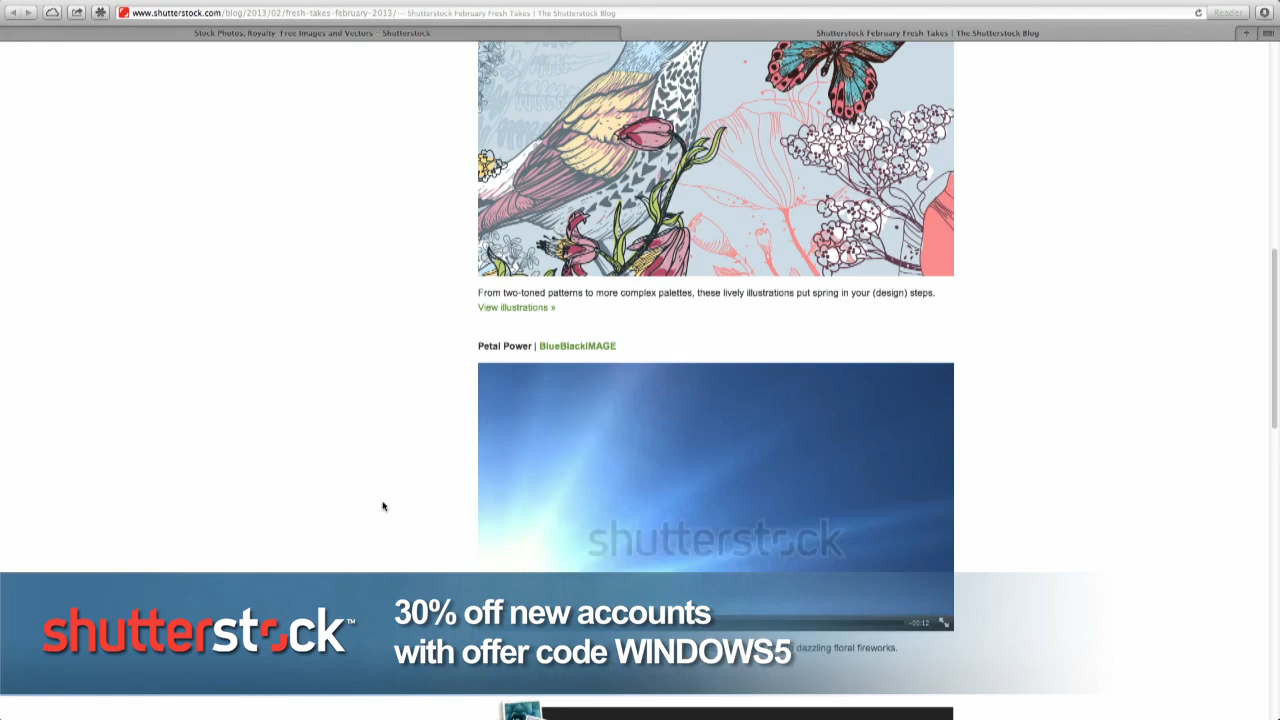 www.shutterstock.com/blog/2013/02/fresh-takes-february-2013/ — Shutterstock February Fresh Takes | The Shutterstock Blog
Reader
Stock Photos, Royalty-Free Images and Vectors - Shutterstock
Shutterstock February Fresh Takes | The Shutterstock Blog
From two-toned patterns to more complex palettes, these lively illustrations put spring in your (design) steps.
View illustrations »
Petal Power | BlueBlackIMAGE
shutterstock
-00:12
dazzling floral fireworks.
shutterstock™
30% off new accounts
with offer code WINDOWS5